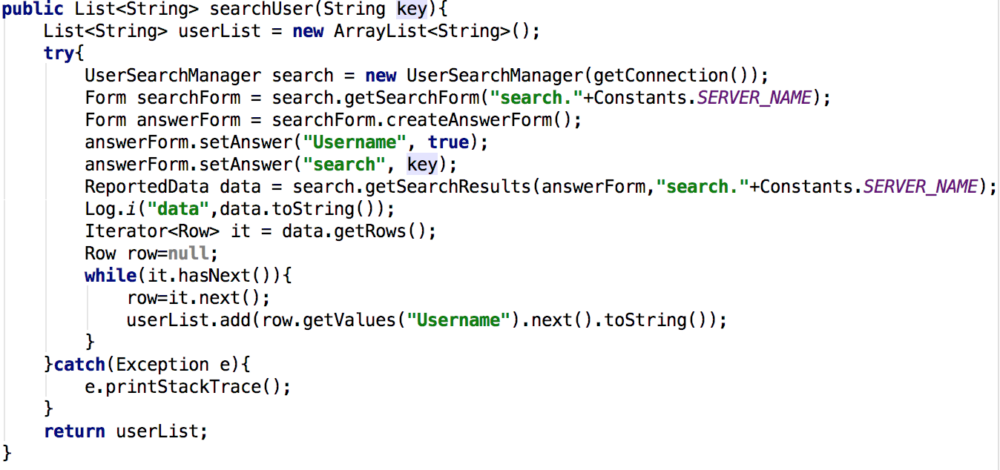 public List<String> searchUser(String key){
    List<String> userList = new ArrayList<String>();
    try{
        UserSearchManager search = new UserSearchManager(getConnection());
        Form searchForm = search.getSearchForm("search."+Constants.SERVER_NAME);
        Form answerForm = searchForm.createAnswerForm();
        answerForm.setAnswer("Username", true);
        answerForm.setAnswer("search", key);
        ReportedData data = search.getSearchResults(answerForm,"search."+Constants.SERVER_NAME);
        Log.i("data",data.toString());
        Iterator<Row> it = data.getRows();
        Row row=null;
        while(it.hasNext()){
            row=it.next();
            userList.add(row.getValues("Username").next().toString());
        }
    }catch(Exception e){
        e.printStackTrace();
    }
    return userList;
}